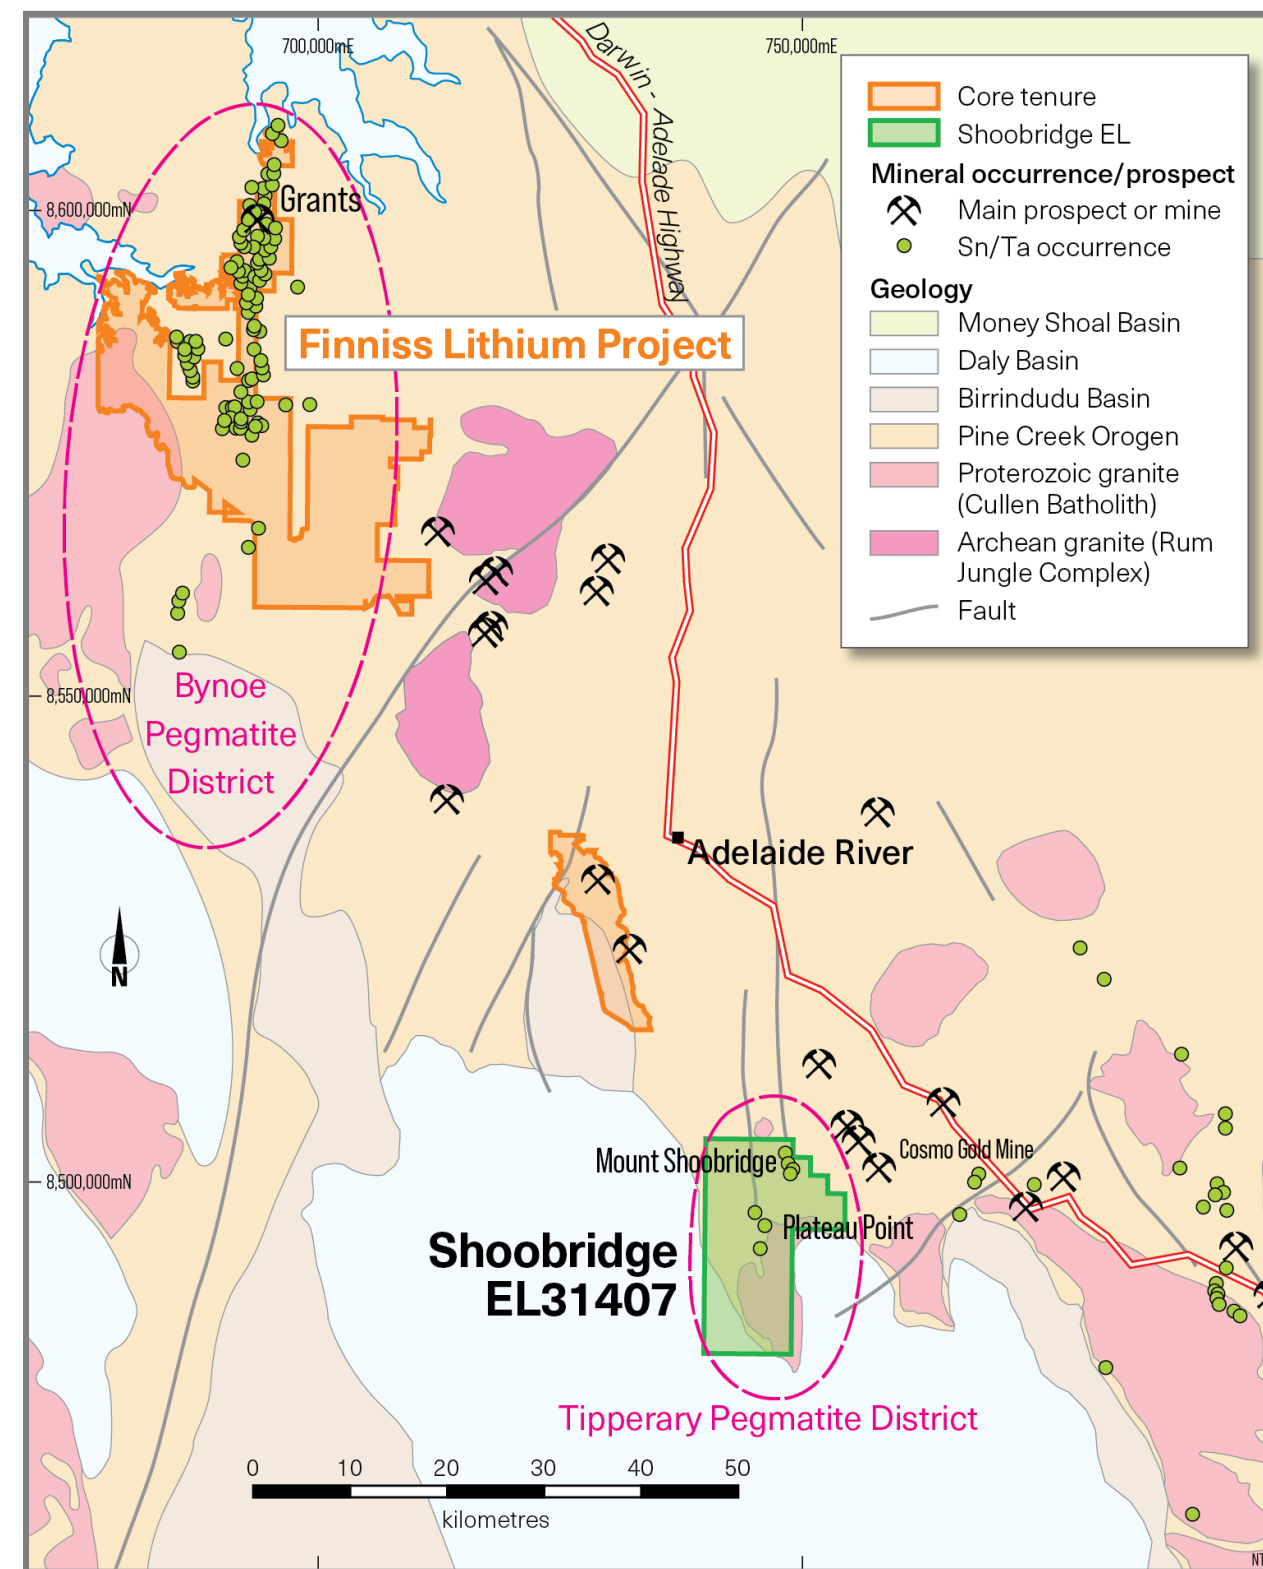 700,000mE
750,000mE
Darwin - Adelade Highway
Core tenure
Shoobridge EL
Mineral occurrence/prospect
Main prospect or mine
Sn/Ta occurrence
Geology
Money Shoal Basin
Daly Basin
Birrindudu Basin
Pine Creek Orogen
Proterozoic granite
(Cullen Batholith)
Archean granite (Rum
Jungle Complex)
Fault
8,600,000mN
Grants
Finniss Lithium Project
8,550,000mN
Bynoe
Pegmatite
District
Adelaide River
N
8,500,000mN
Mount Shoobridge
Cosmo Gold Mine
Plateau Point
Shoobridge
EL31407
Tipperary Pegmatite District
0 10 20 30 40 50
kilometres
NT